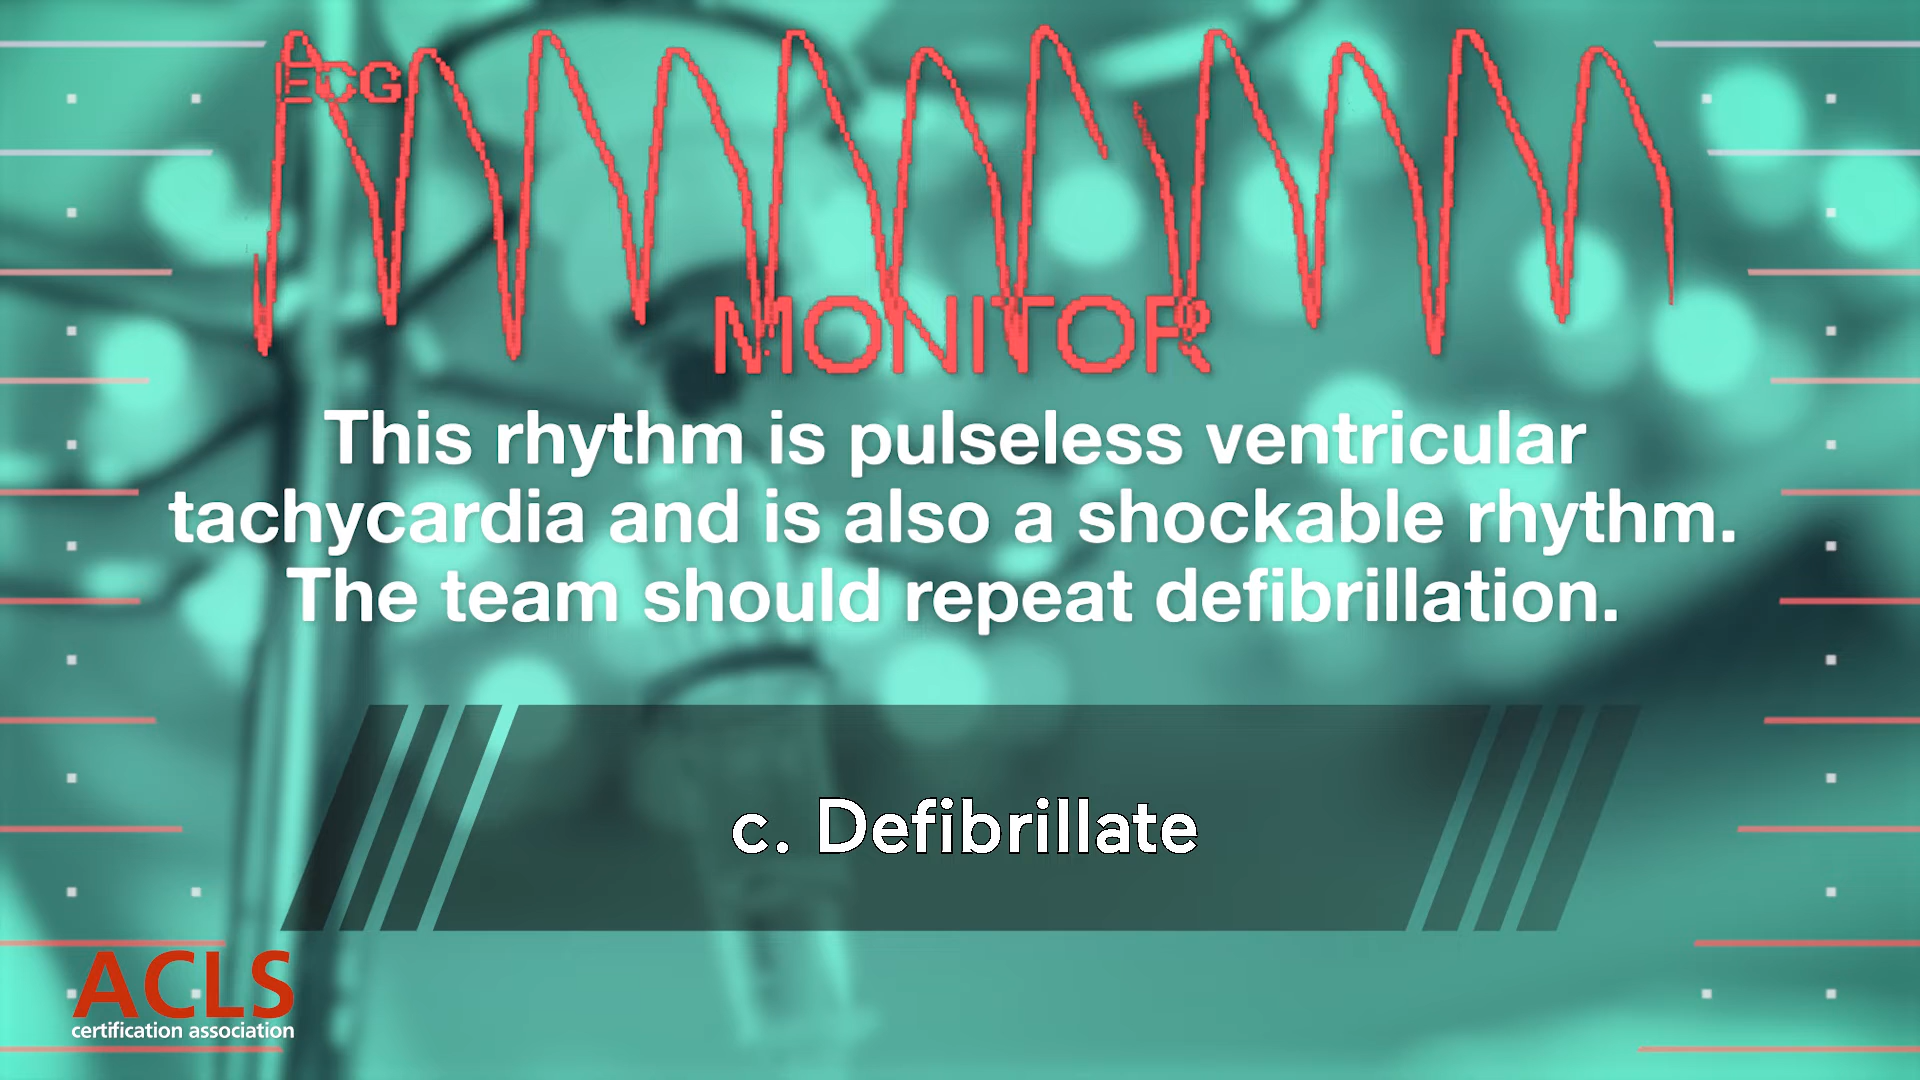 ECG
MONITOR
This rhythm is pulseless ventricular
tachycardia and is also a shockable rhythm.
The team should repeat defibrillation.
c. Defibrillate
ACLS
certification association